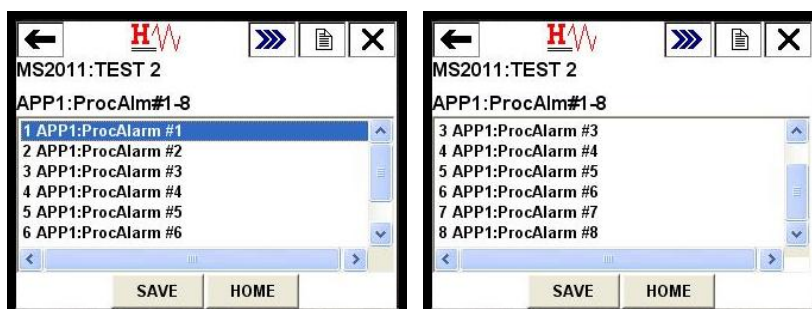 H
MS2011:TEST 2
APP1:ProcAlm#1-8
1 APP1:ProcAlarm #1
2 APP1:ProcAlarm #2
3 APP1:ProcAlarm #3
4 APP1:ProcAlarm #4
5 APP1:ProcAlarm #5
6 APP1:ProcAlarm #6
SAVE HOME
H
MS2011:TEST 2
APP1:ProcAlm#1-8
3 APP1:ProcAlarm #3
4 APP1:ProcAlarm #4
5 APP1:ProcAlarm #5
6 APP1:ProcAlarm #6
7 APP1:ProcAlarm #7
8 APP1:ProcAlarm #8
SAVE HOME